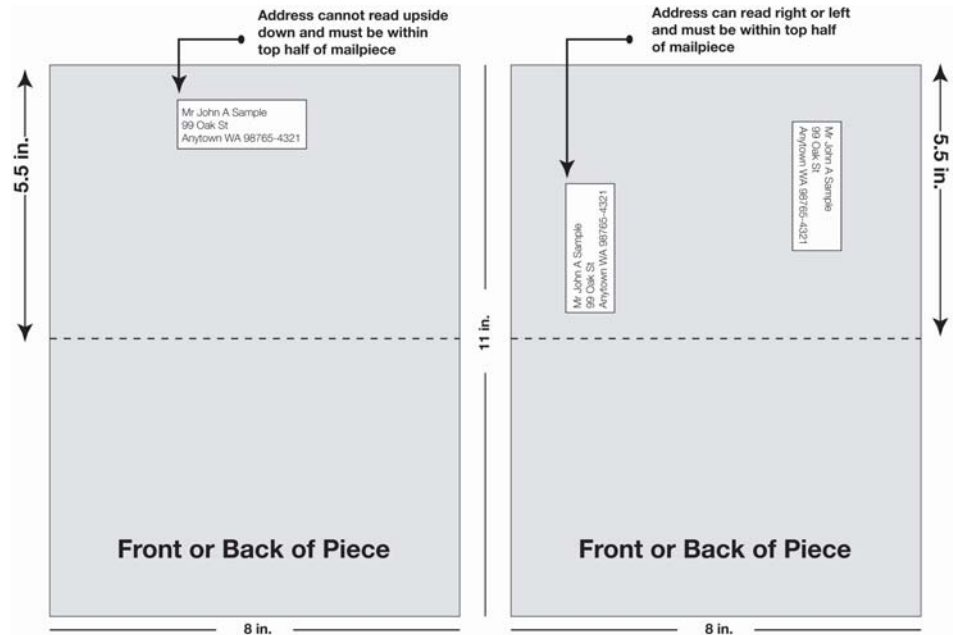 Address cannot read upside
down and must be within
top half of mailpiece
Mr John A Sample
99 Oak St
Anytown WA 98765-4321
5.5 in.
Front or Back of Piece
8 in.
11 in.
Address can read right or left
and must be within top half
of mailpiece
Mr John A Sample
99 Oak St
Anytown WA 98765-4321
Mr John A Sample
99 Oak St
Anytown WA 98765-4321
5.5 in.
Front or Back of Piece
8 in.